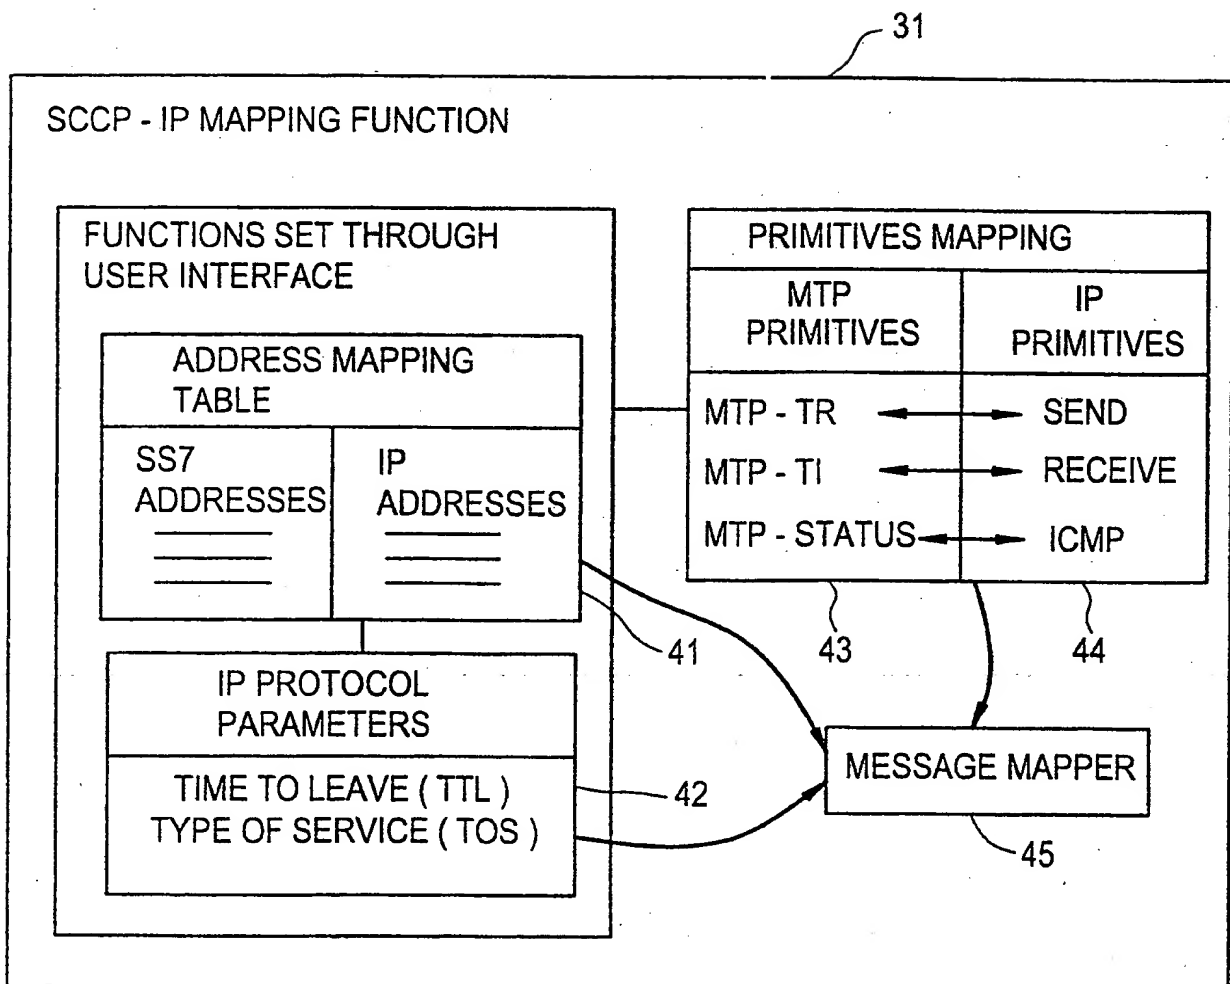 31
SCCP - IP MAPPING FUNCTION
FUNCTIONS SET THROUGH
USER INTERFACE
ADDRESS MAPPING
TABLE
SS7
ADDRESSES
IP
ADDRESSES
41
IP PROTOCOL
PARAMETERS
TIME TO LEAVE ( TTL )
TYPE OF SERVICE ( TOS )
42
PRIMITIVES MAPPING
MTP
PRIMITIVES
IP
PRIMITIVES
MTP - TR SEND
MTP - TI RECEIVE
MTP - STATUS ICMP
43
44
MESSAGE MAPPER
45